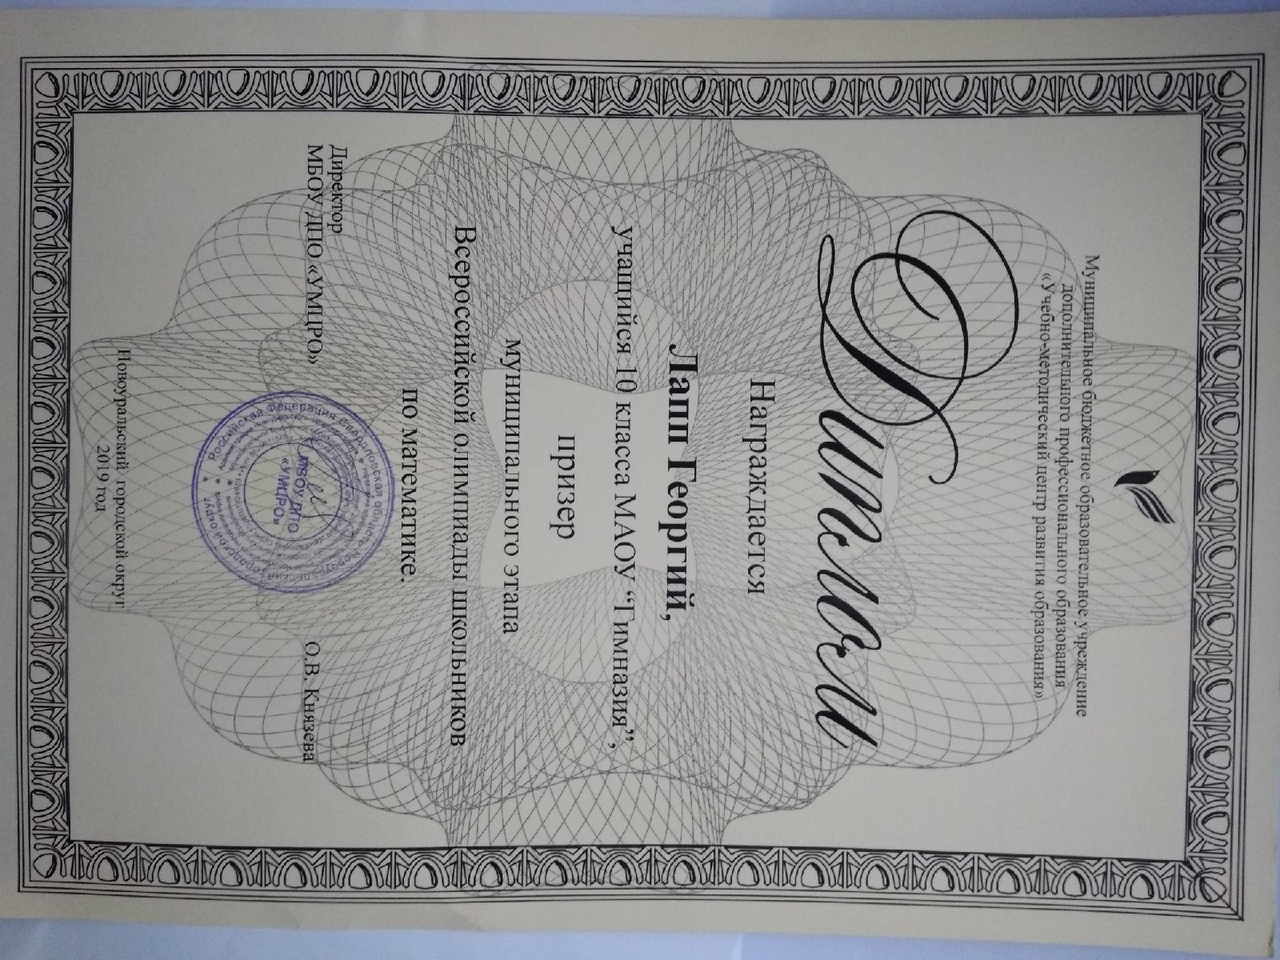 Муниципальное бюджетное образовательное учреждение
дополнительного профессионального образования
«Учебно-методический центр развития образования»
Диплом
Награждается
Лапп Георгий,
учащийся 10 класса МАОУ “Гимназия”,
призер
муниципального этапа
Всероссийской олимпиады школьников
по математике.
Директор
МБОУ ДПО «УМЦРО»
О.В. Князева
Российская Федерация Свердловская область
Новоуральский городской округ
МБОУ ДПО
«УМЦРО»
Новоуральский городской округ
2019 год